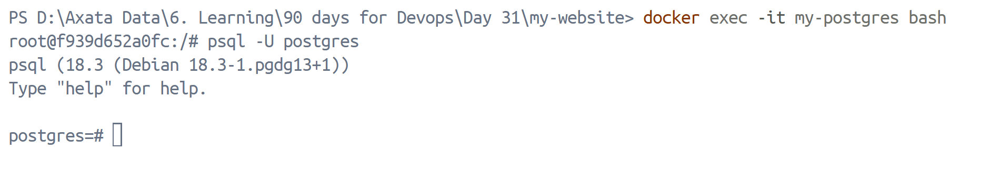 PS D:\Axata Data\6. Learning\90 days for Devops\Day 31\my-website> docker exec -it my-postgres bash
root@f939d652a0fc:/# psql -U postgres
psql (18.3 (Debian 18.3-1.pgdg13+1))
Type "help" for help.
postgres=#